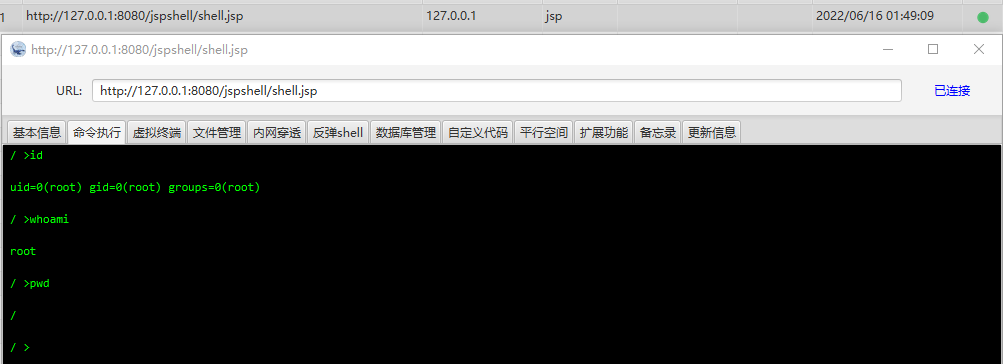 1 http://127.0.0.1:8080/jspshell/shell.jsp 127.0.0.1 jsp 2022/06/16 01:49:09
http://127.0.0.1:8080/jspshell/shell.jsp
URL: http://127.0.0.1:8080/jspshell/shell.jsp 已连接
基本信息 命令执行 虚拟终端 文件管理 内网穿透 反弹shell 数据库管理 自定义代码 平行空间 扩展功能 备忘录 更新信息
/ >id
uid=0(root) gid=0(root) groups=0(root)
/ >whoami
root
/ >pwd
/
/ >